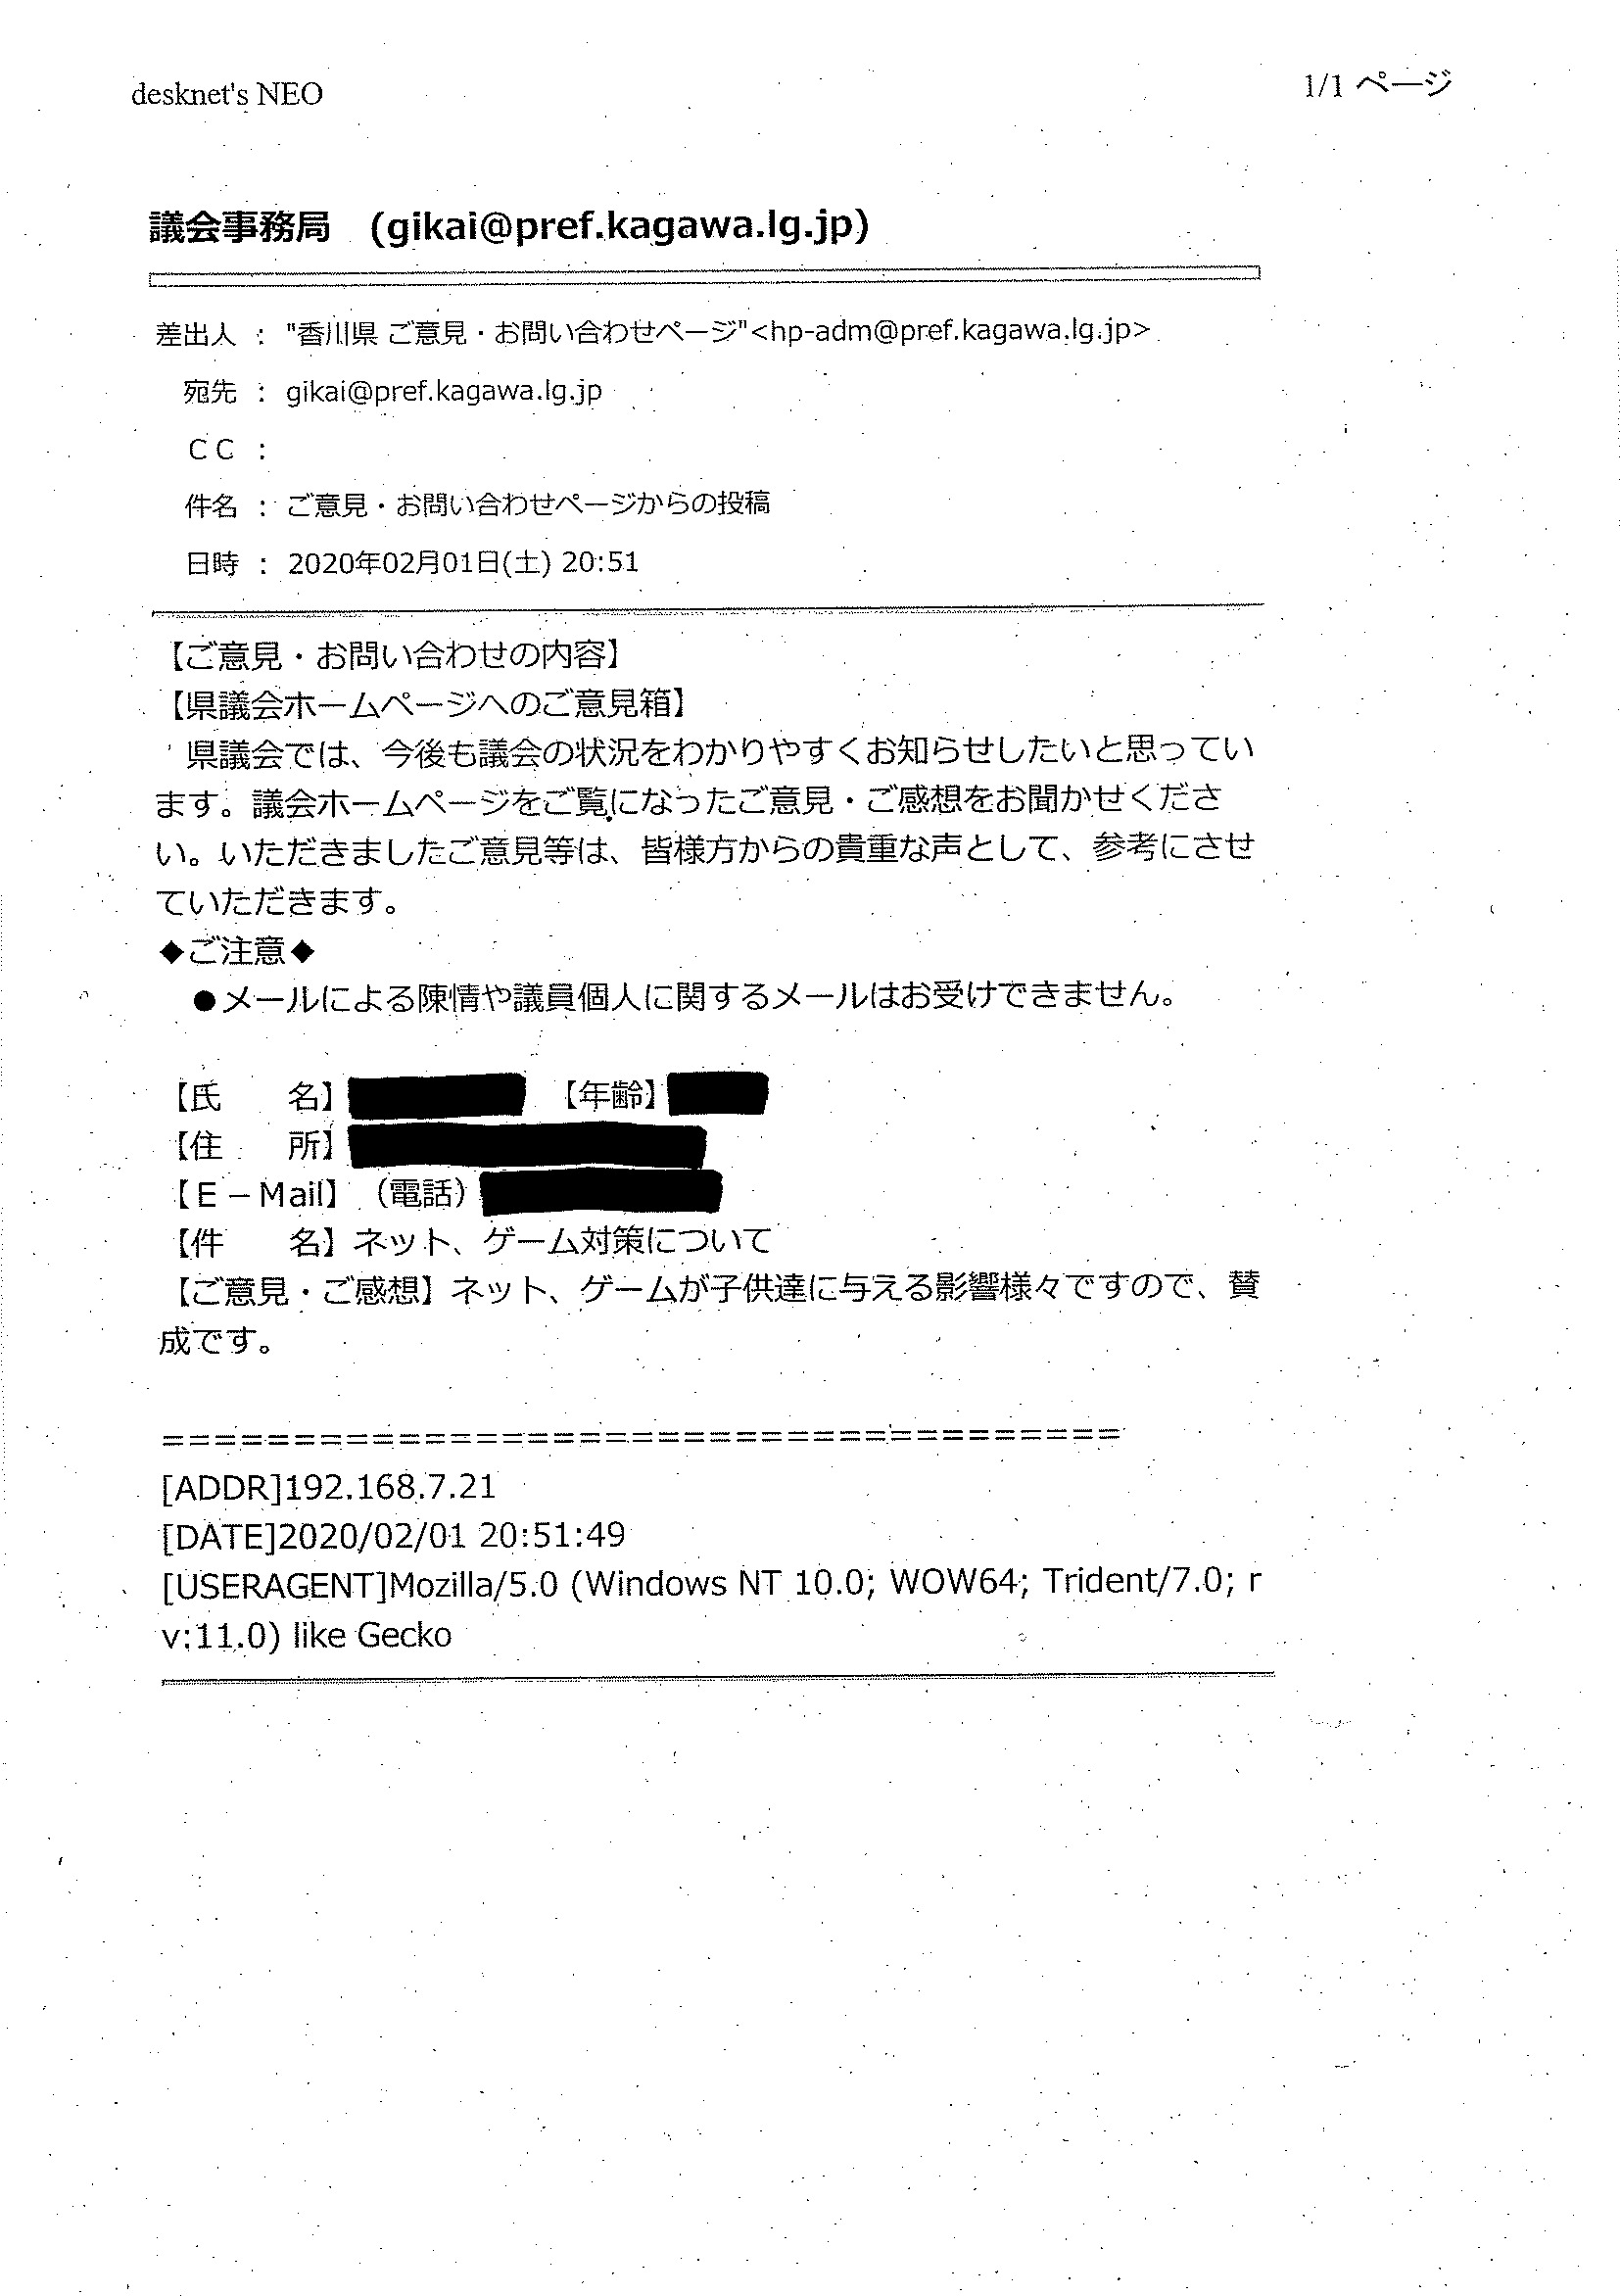 desknet's NEO
1/1 ページ
議会事務局　(gikai@pref.kagawa.lg.jp)
差出人 ： "香川県 ご意見・お問い合わせページ"<hp-adm@pref.kagawa.lg.jp>
宛先 ： gikai@pref.kagawa.lg.jp
ＣＣ ：
件名 ： ご意見・お問い合わせページからの投稿
日時 ： 2020年02月01日(土) 20:51
【ご意見・お問い合わせの内容】
【県議会ホームページへのご意見箱】
　県議会では、今後も議会の状況をわかりやすくお知らせしたいと思ってい
ます。議会ホームページをご覧になったご意見・ご感想をお聞かせくださ
い。いただきましたご意見等は、皆様方からの貴重な声として、参考にさせ
ていただきます。
◆ご注意◆
　●メールによる陳情や議員個人に関するメールはお受けできません。
【氏　　名】　【年齢】
【住　　所】
【Ｅ－Mail】（電話）
【件　　名】ネット、ゲーム対策について
【ご意見・ご感想】ネット、ゲームが子供達に与える影響様々ですので、賛
成です。
=====================================
[ADDR]192.168.7.21
[DATE]2020/02/01 20:51:49
[USERAGENT]Mozilla/5.0 (Windows NT 10.0; WOW64; Trident/7.0; r
v:11.0) like Gecko